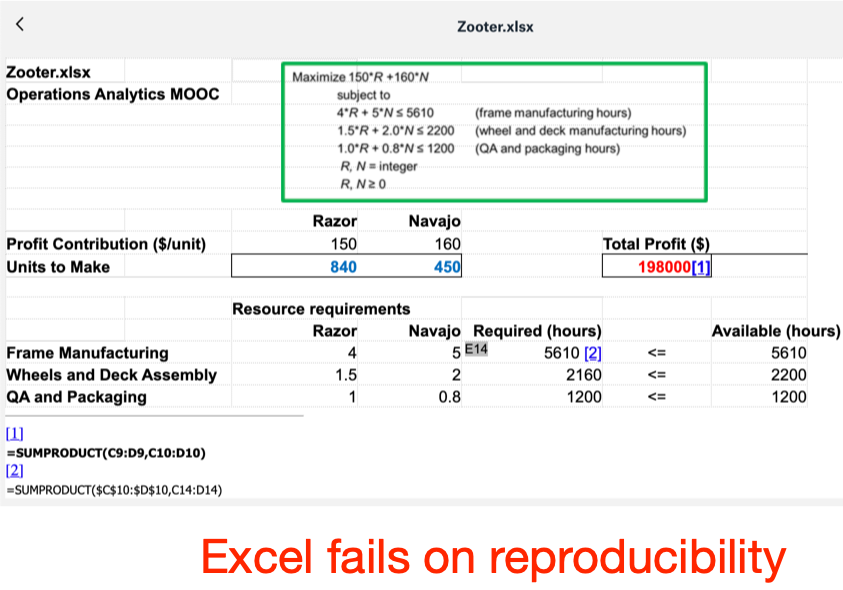 Zooter.xlsx
Zooter.xlsx
Operations Analytics MOOC
Maximize 150*R +160*N
subject to
4*R + 5*N ≤ 5610 (frame manufacturing hours)
1.5*R + 2.0*N ≤ 2200 (wheel and deck manufacturing hours)
1.0*R + 0.8*N ≤ 1200 (QA and packaging hours)
R, N = integer
R, N ≥ 0
Razor Navajo
Profit Contribution ($/unit) 150 160 Total Profit ($)
Units to Make 840 450 198000[1]
Resource requirements
Razor Navajo Required (hours) Available (hours)
Frame Manufacturing 4 5 E14 5610 [2] <= 5610
Wheels and Deck Assembly 1.5 2 2160 <= 2200
QA and Packaging 1 0.8 1200 <= 1200
[1]
=SUMPRODUCT(C9:D9,C10:D10)
[2]
=SUMPRODUCT($C$10:$D$10,C14:D14)
Excel fails on reproducibility